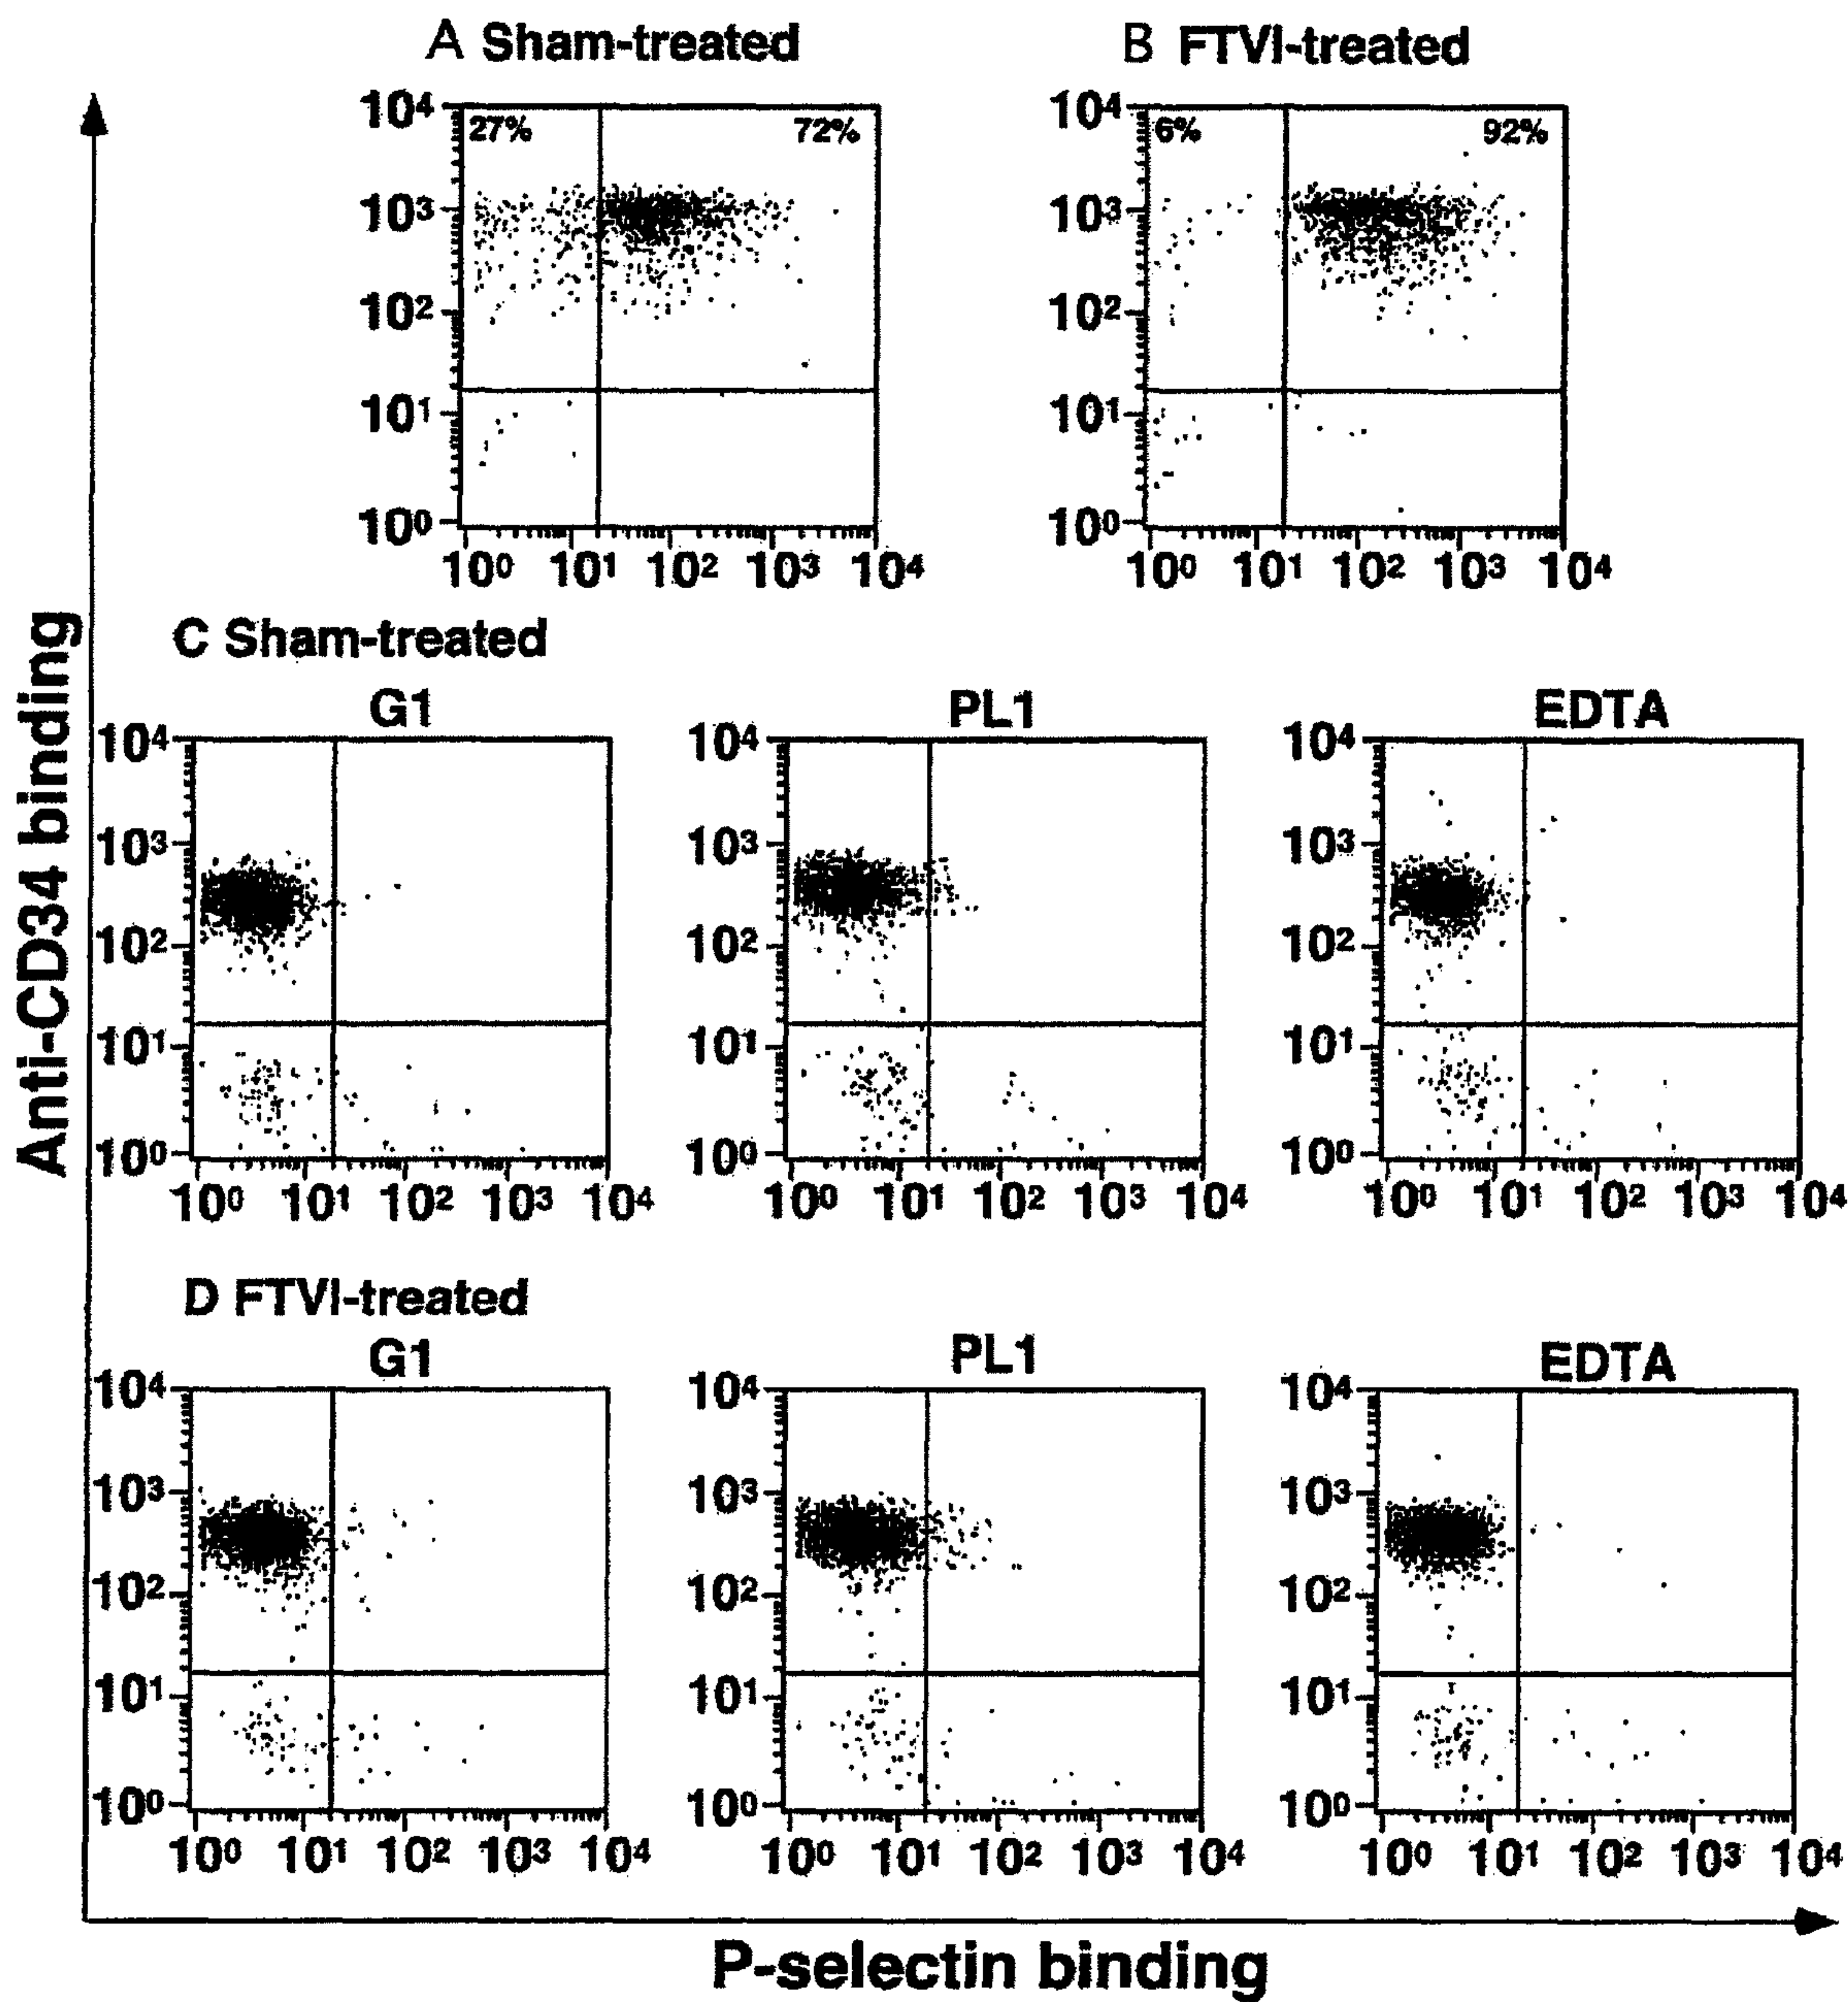 A Sham-treated
B FTVI-treated
10⁴
27%
72%
10³
10²
10¹
10⁰
10⁰ 10¹ 10² 10³ 10⁴
10⁴
6%
92%
10³
10²
10¹
10⁰
10⁰ 10¹ 10² 10³ 10⁴
Anti-CD34 binding
C Sham-treated
G1
10⁴
10³
10²
10¹
10⁰
10⁰ 10¹ 10² 10³ 10⁴
PL1
10⁴
10³
10²
10¹
10⁰
10⁰ 10¹ 10² 10³ 10⁴
EDTA
10⁴
10³
10²
10¹
10⁰
10⁰ 10¹ 10² 10³ 10⁴
D FTVI-treated
G1
10⁴
10³
10²
10¹
10⁰
10⁰ 10¹ 10² 10³ 10⁴
PL1
10⁴
10³
10²
10¹
10⁰
10⁰ 10¹ 10² 10³ 10⁴
EDTA
10⁴
10³
10²
10¹
10⁰
10⁰ 10¹ 10² 10³ 10⁴
P-selectin binding